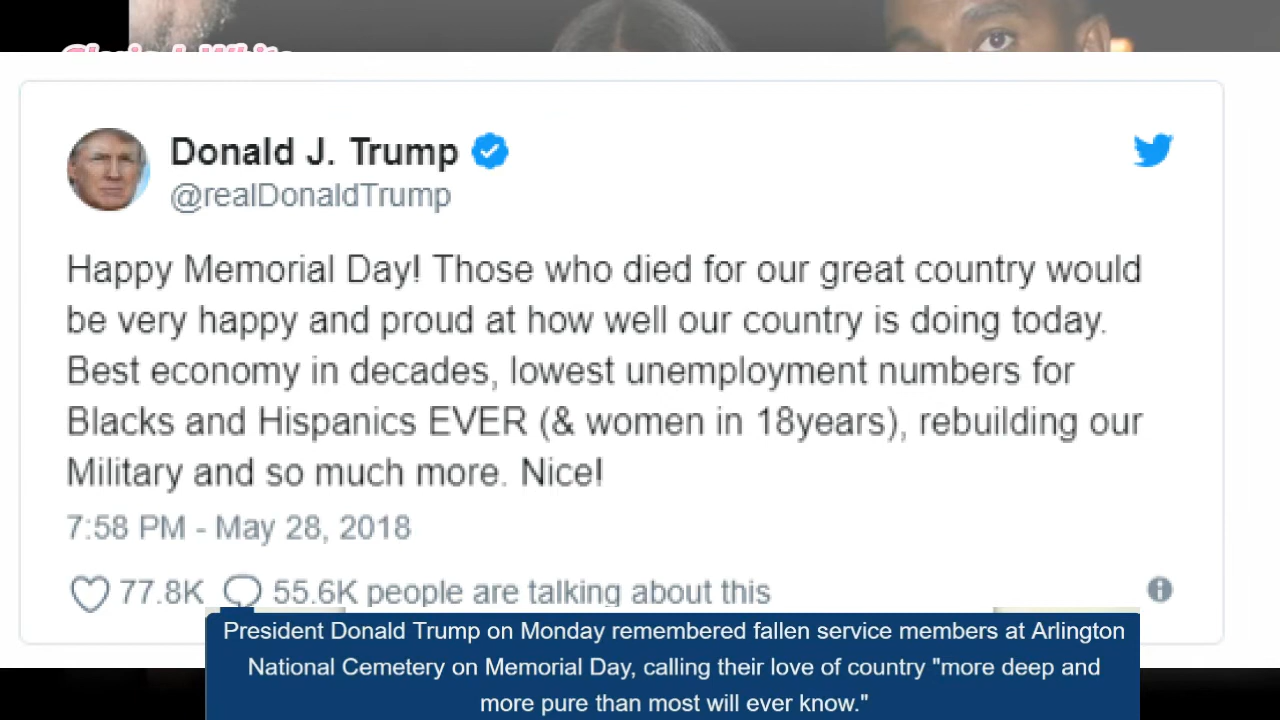 Donald J. Trump
@realDonaldTrump
Happy Memorial Day! Those who died for our great country would
be very happy and proud at how well our country is doing today.
Best economy in decades, lowest unemployment numbers for
Blacks and Hispanics EVER (& women in 18years), rebuilding our
Military and so much more. Nice!
7:58 PM - May 28, 2018
77.8K 55.6K people are talking about this
President Donald Trump on Monday remembered fallen service members at Arlington
National Cemetery on Memorial Day, calling their love of country "more deep and
more pure than most will ever know."